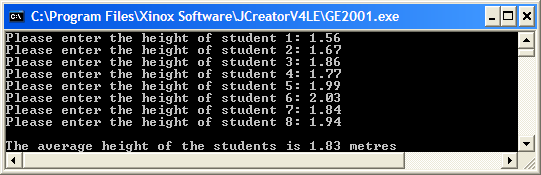 C:\Program Files\Xinox Software\JCreatorV4LE\GE2001.exe
Please enter the height of student 1: 1.56
Please enter the height of student 2: 1.67
Please enter the height of student 3: 1.86
Please enter the height of student 4: 1.77
Please enter the height of student 5: 1.99
Please enter the height of student 6: 2.03
Please enter the height of student 7: 1.84
Please enter the height of student 8: 1.94
The average height of the students is 1.83 metres